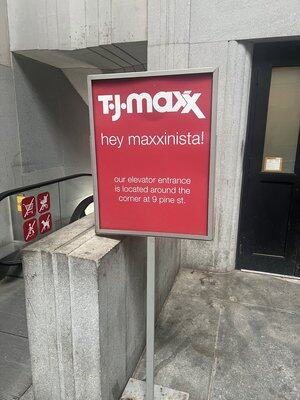 T·J·maxx
hey maxxinista!
our elevator entrance
is located around the
corner at 9 pine st.